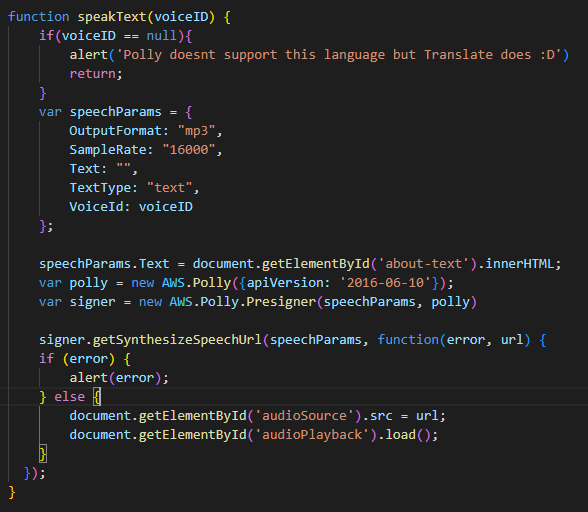 function speakText(voiceID) {
    if(voiceID == null){
        alert('Polly doesnt support this language but Translate does :D')
        return;
    }
    var speechParams = {
        OutputFormat: "mp3",
        SampleRate: "16000",
        Text: "",
        TextType: "text",
        VoiceId: voiceID
    };

    speechParams.Text = document.getElementById('about-text').innerHTML;
    var polly = new AWS.Polly({apiVersion: '2016-06-10'});
    var signer = new AWS.Polly.Presigner(speechParams, polly)

    signer.getSynthesizeSpeechUrl(speechParams, function(error, url) {
    if (error) {
        alert(error);
    } else {
        document.getElementById('audioSource').src = url;
        document.getElementById('audioPlayback').load();
    }
  });
}